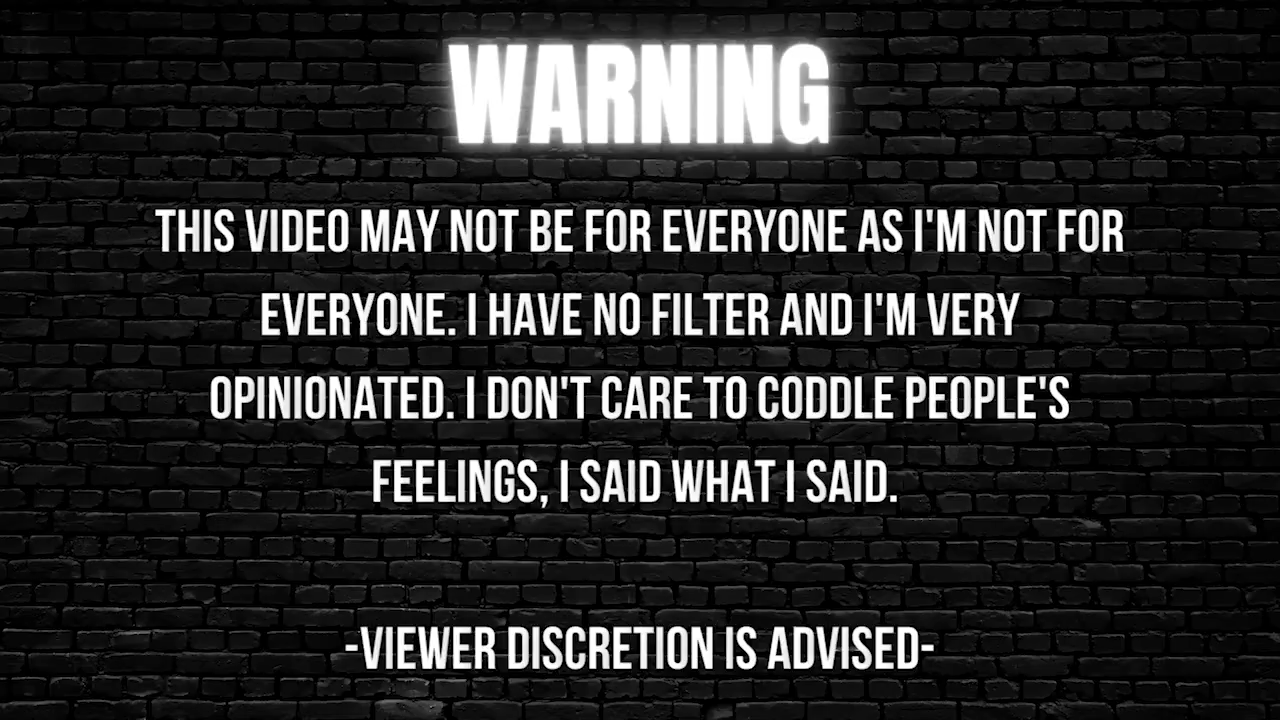 WARNING
THIS VIDEO MAY NOT BE FOR EVERYONE AS I'M NOT FOR
EVERYONE. I HAVE NO FILTER AND I'M VERY
OPINIONATED. I DON'T CARE TO CODDLE PEOPLE'S
FEELINGS, I SAID WHAT I SAID.
-VIEWER DISCRETION IS ADVISED-